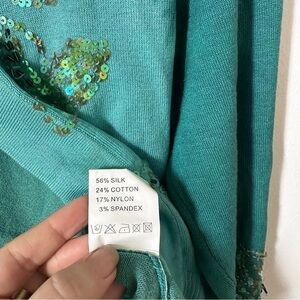 56% SILK
24% COTTON
17% NYLON
3% SPANDEX